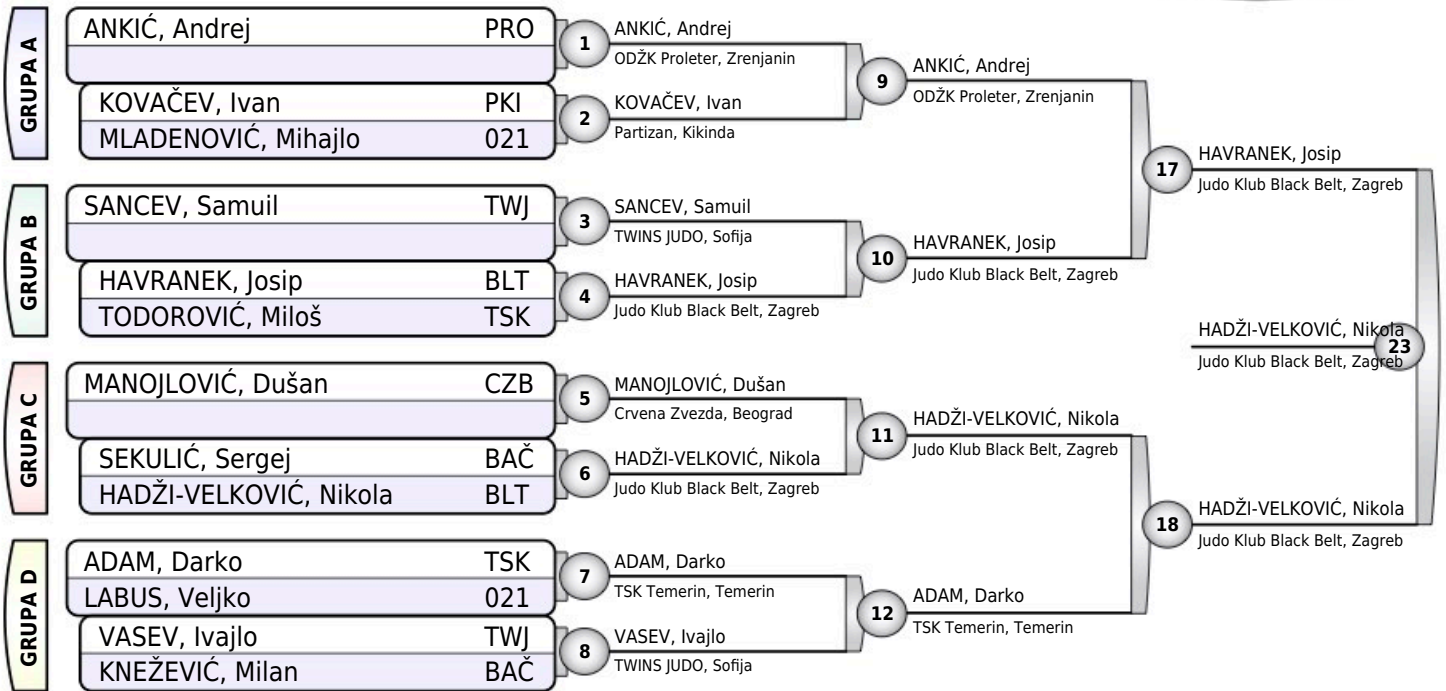 GRUPA A
ANKIĆ, Andrej PRO
KOVAČEV, Ivan PKI
MLADENOVIĆ, Mihajlo 021
GRUPA B
SANCEV, Samuil TWJ
HAVRANEK, Josip BLT
TODOROVIĆ, Miloš TSK
GRUPA C
MANOJLOVIĆ, Dušan CZB
SEKULIĆ, Sergej BAČ
HADŽI-VELKOVIĆ, Nikola BLT
GRUPA D
ADAM, Darko TSK
LABUS, Veljko 021
VASEV, Ivajlo TWJ
KNEŽEVIĆ, Milan BAČ
1
ANKIĆ, Andrej
ODŽK Proleter, Zrenjanin
2
KOVAČEV, Ivan
Partizan, Kikinda
3
SANCEV, Samuil
TWINS JUDO, Sofija
4
HAVRANEK, Josip
Judo Klub Black Belt, Zagreb
5
MANOJLOVIĆ, Dušan
Crvena Zvezda, Beograd
6
HADŽI-VELKOVIĆ, Nikola
Judo Klub Black Belt, Zagreb
7
ADAM, Darko
TSK Temerin, Temerin
8
VASEV, Ivajlo
TWINS JUDO, Sofija
9
ANKIĆ, Andrej
ODŽK Proleter, Zrenjanin
10
HAVRANEK, Josip
Judo Klub Black Belt, Zagreb
11
HADŽI-VELKOVIĆ, Nikola
Judo Klub Black Belt, Zagreb
12
ADAM, Darko
TSK Temerin, Temerin
17
HAVRANEK, Josip
Judo Klub Black Belt, Zagreb
18
HADŽI-VELKOVIĆ, Nikola
Judo Klub Black Belt, Zagreb
HADŽI-VELKOVIĆ, Nikola
23
Judo Klub Black Belt, Zagreb